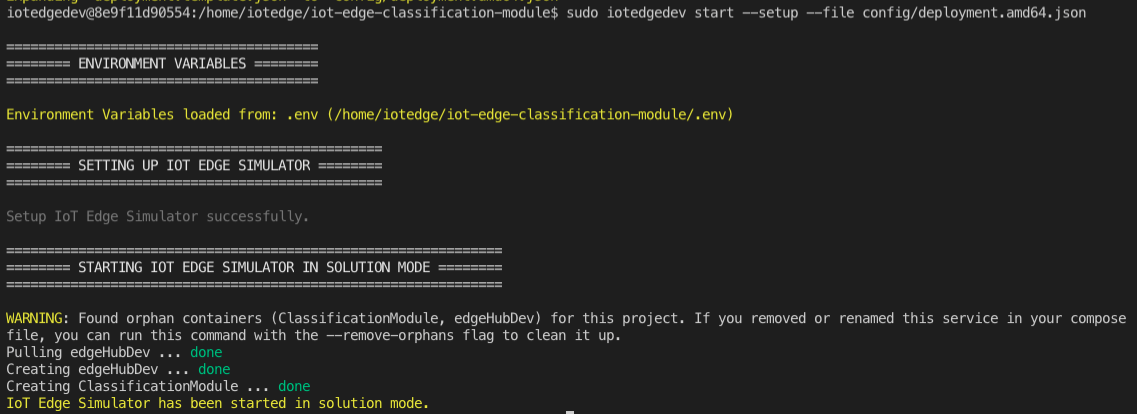 iotedgedev@8e9f11d90554:/home/iotedge/iot-edge-classification-module$ sudo iotedgedev start --setup --file config/deployment.amd64.json
=======================================
======== ENVIRONMENT VARIABLES ========
=======================================
Environment Variables loaded from: .env (/home/iotedge/iot-edge-classification-module/.env)
===============================================
======== SETTING UP IOT EDGE SIMULATOR ========
===============================================
Setup IoT Edge Simulator successfully.
==============================================================
======== STARTING IOT EDGE SIMULATOR IN SOLUTION MODE ========
==============================================================
WARNING: Found orphan containers (ClassificationModule, edgeHubDev) for this project. If you removed or renamed this service in your compose
file, you can run this command with the --remove-orphans flag to clean it up.
Pulling edgeHubDev ... done
Creating edgeHubDev ... done
Creating ClassificationModule ... done
IoT Edge Simulator has been started in solution mode.